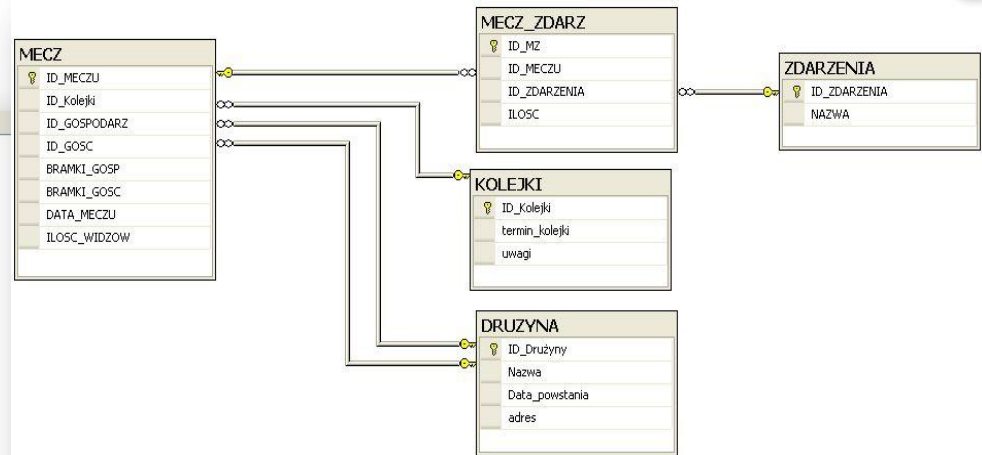 MECZ
ID_MECZU
ID_Kolejki
ID_GOSPODARZ
ID_GOSC
BRAMKI_GOSP
BRAMKI_GOSC
DATA_MECZU
ILOSC_WIDZOW
MECZ_ZDARZ
ID_MZ
ID_MECZU
ID_ZDARZENIA
ILOSC
ZDARZENIA
ID_ZDARZENIA
NAZWA
KOLEJKI
ID_Kolejki
termin_kolejki
uwagi
DRUZYNA
ID_Drużyny
Nazwa
Data_powstania
adres